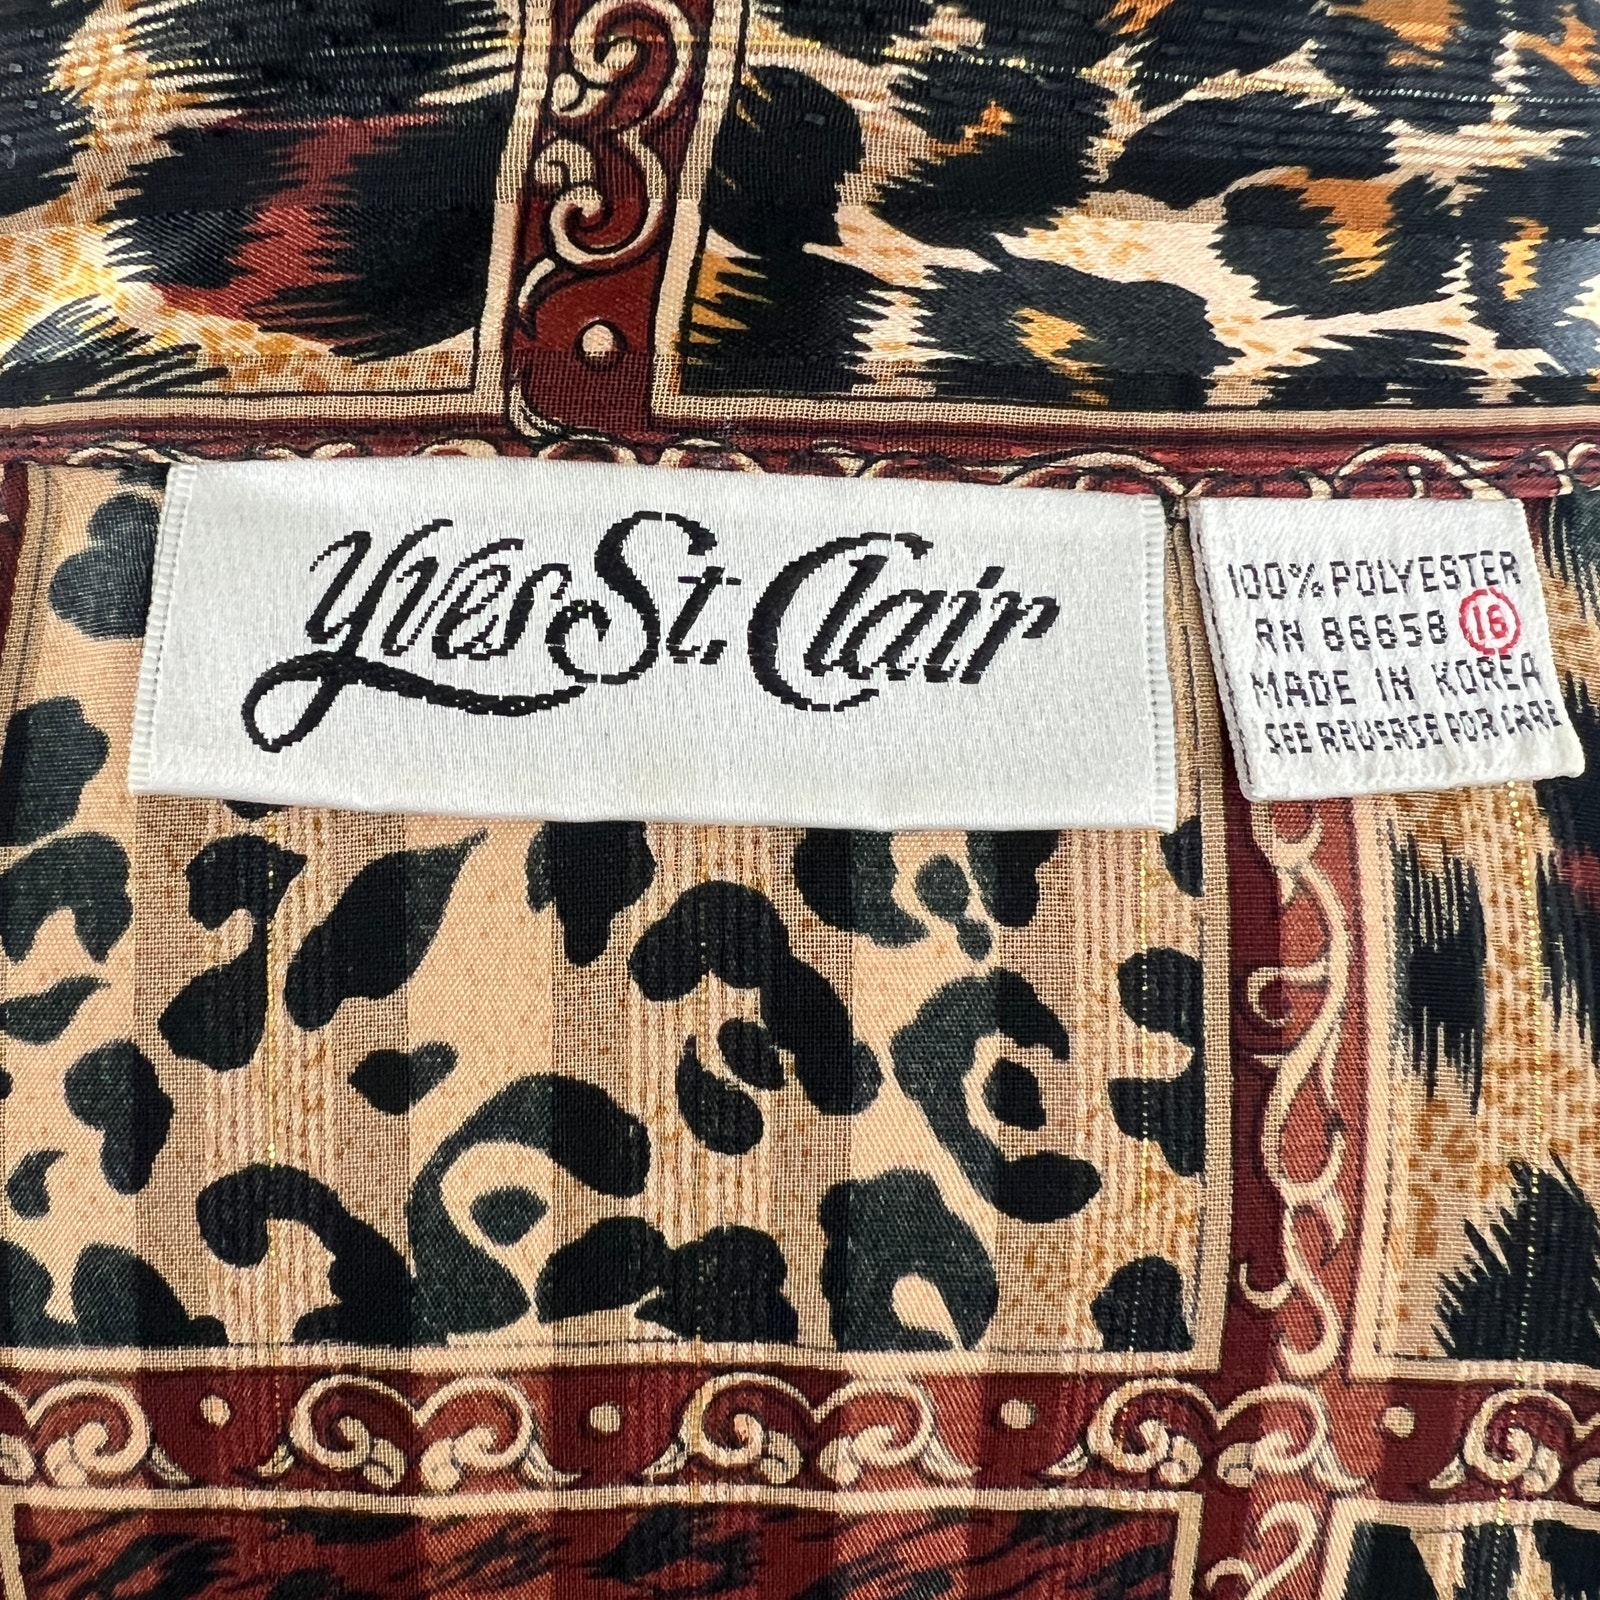 Yves St. Clair
100% POLYESTER
RN 86658 16
MADE IN KOREA
SEE REVERSE FOR CARE